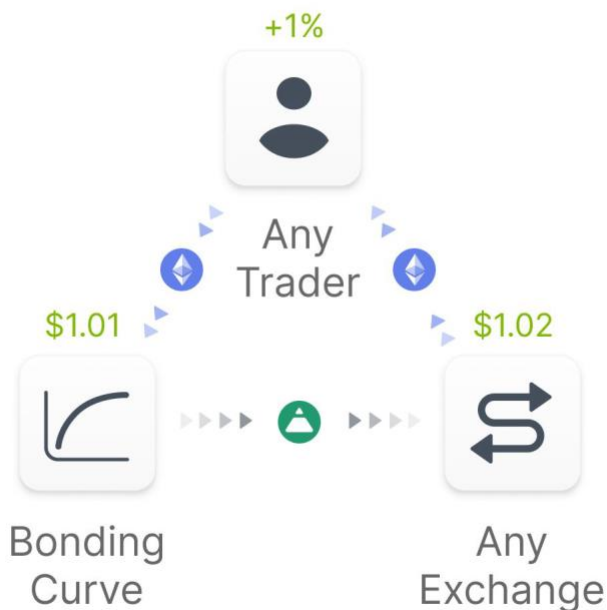 +1%
Any
Trader
$1.01
$1.02
Bonding
Curve
Any
Exchange